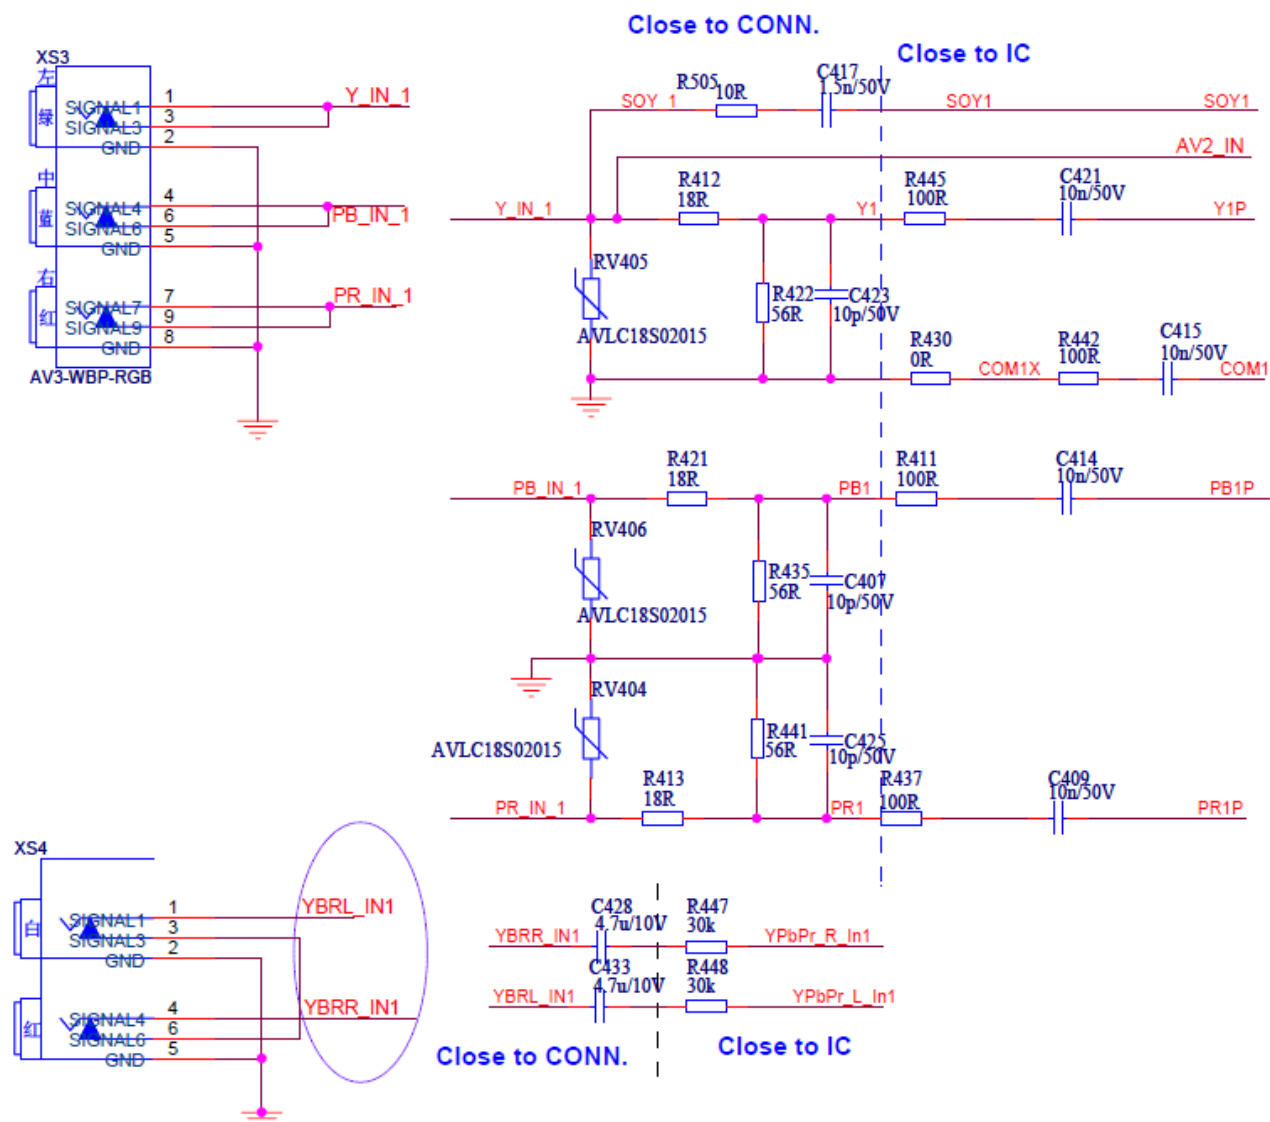 Close to CONN.
Close to IC
XS3
左
绿
SIGNAL1
SIGNAL3
GND
1
3
2
Y_IN_1
中
蓝
SIGNAL4
SIGNAL6
GND
4
6
5
PB_IN_1
右
红
SIGNAL7
SIGNAL9
GND
7
9
8
PR_IN_1
AV3-WBP-RGB
SOY_1
R505
10R
C417
1.5n/50V
SOY1
SOY1
AV2_IN
Y_IN_1
R412
18R
Y1
R445
100R
C421
10n/50V
Y1P
RV405
AVLC18S02015
R422
56R
C423
10p/50V
R430
0R
COM1X
R442
100R
C415
10n/50V
COM1
PB_IN_1
R421
18R
PB1
R411
100R
C414
10n/50V
PB1P
RV406
AVLC18S02015
R435
56R
C407
10p/50V
RV404
AVLC18S02015
R441
56R
C425
10p/50V
PR_IN_1
R413
18R
PR1
R437
100R
C409
10n/50V
PR1P
XS4
白
SIGNAL1
SIGNAL3
GND
1
3
2
YBRL_IN1
红
SIGNAL4
SIGNAL6
GND
4
6
5
YBRR_IN1
YBRR_IN1
C428
4.7u/10V
R447
30k
YPbPr_R_In1
YBRL_IN1
C433
4.7u/10V
R448
30k
YPbPr_L_In1
Close to CONN.
Close to IC